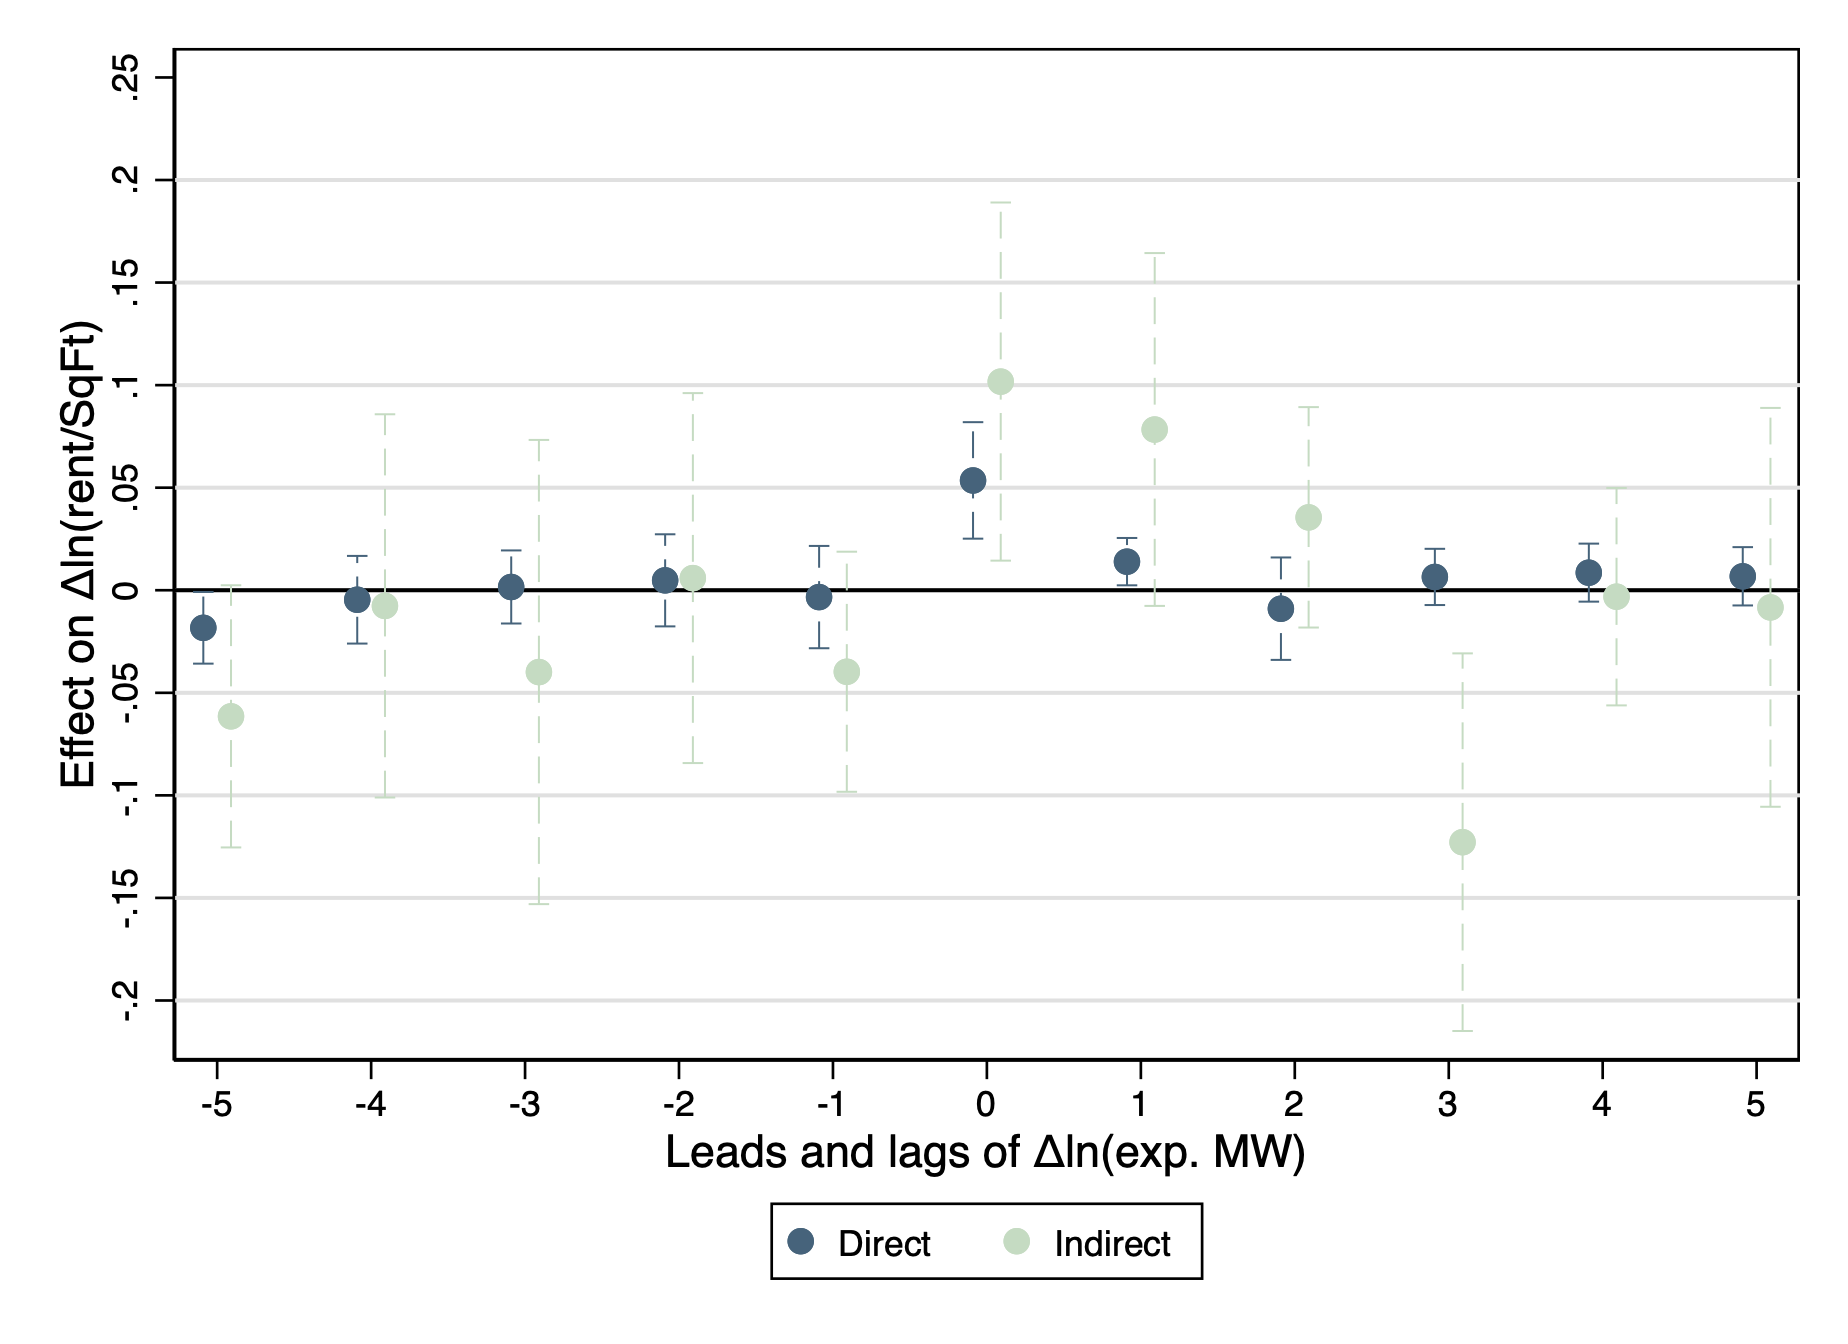 Effect on Δln(rent/SqFt)
.25
.2
.15
.1
.05
0
-.05
-.1
-.15
-.2
-5 -4 -3 -2 -1 0 1 2 3 4 5
Leads and lags of Δln(exp. MW)
Direct Indirect